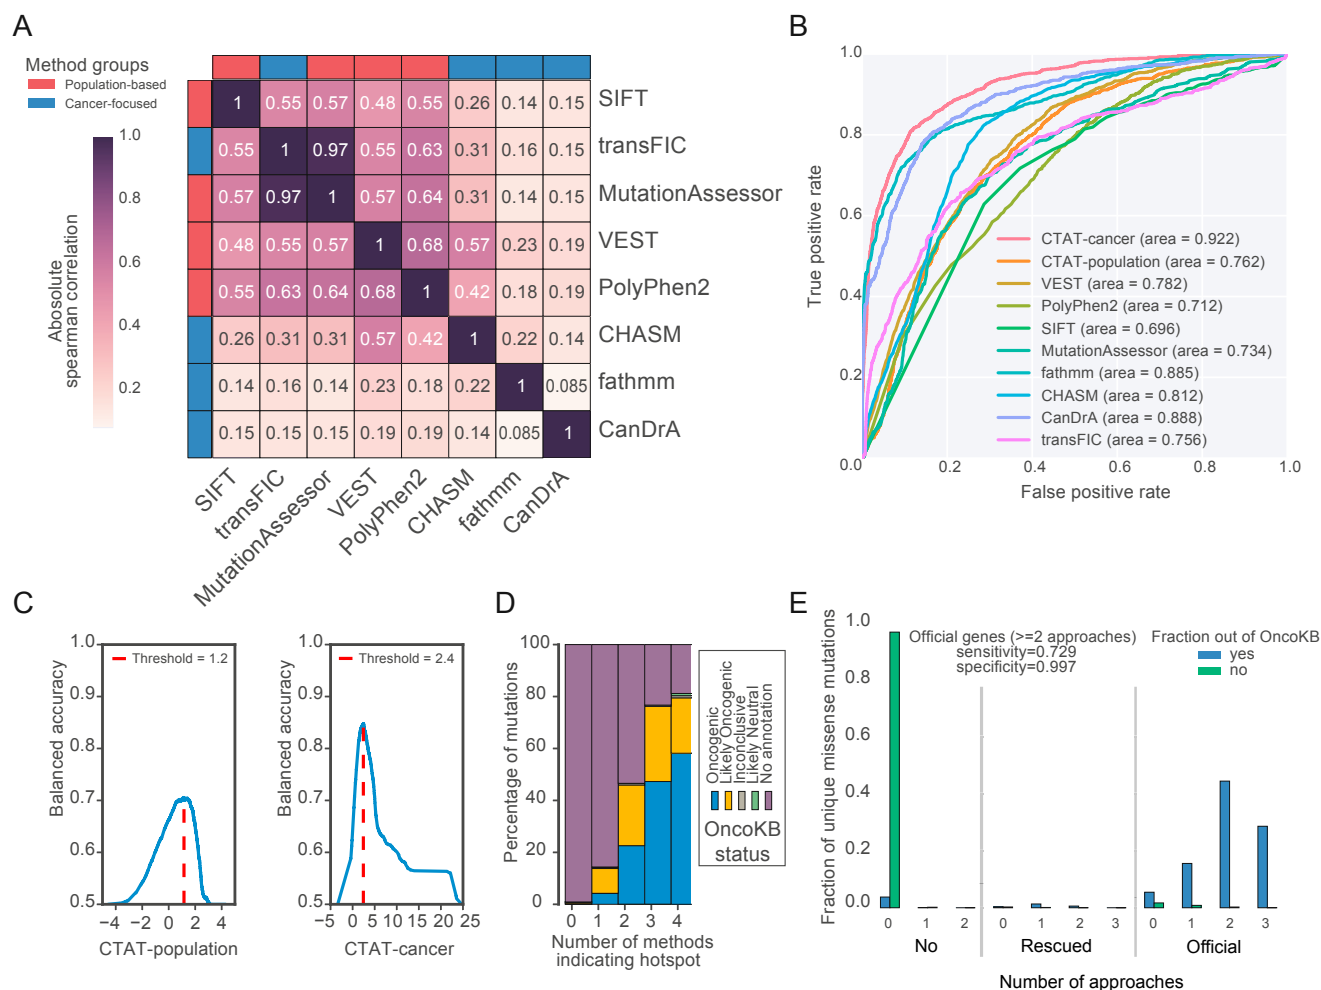 A
Method groups
Population-based
Cancer-focused
1.0
0.8
0.6
0.4
0.2
Abosolute
spearman correlation
1 0.55 0.57 0.48 0.55 0.26 0.14 0.15 SIFT
0.55 1 0.97 0.55 0.63 0.31 0.16 0.15 transFIC
0.57 0.97 1 0.57 0.64 0.31 0.14 0.15 MutationAssessor
0.48 0.55 0.57 1 0.68 0.57 0.23 0.19 VEST
0.55 0.63 0.64 0.68 1 0.42 0.18 0.19 PolyPhen2
0.26 0.31 0.31 0.57 0.42 1 0.22 0.14 CHASM
0.14 0.16 0.14 0.23 0.18 0.22 1 0.085 fathmm
0.15 0.15 0.15 0.19 0.19 0.14 0.085 1 CanDrA
SIFT
transFIC
MutationAssessor
VEST
PolyPhen2
CHASM
fathmm
CanDrA
B
1.0
0.8
0.6
0.4
0.2
0.0
True positive rate
CTAT-cancer (area = 0.922)
CTAT-population (area = 0.762)
VEST (area = 0.782)
PolyPhen2 (area = 0.712)
SIFT (area = 0.696)
MutationAssessor (area = 0.734)
fathmm (area = 0.885)
CHASM (area = 0.812)
CanDrA (area = 0.888)
transFIC (area = 0.756)
0.2 0.4 0.6 0.8 1.0
False positive rate
C
1.0
0.9
0.8
0.7
0.6
0.5
Balanced accuracy
Threshold = 1.2
−4 −2 0 2 4
CTAT-population
1.0
0.9
0.8
0.7
0.6
0.5
Balanced accuracy
Threshold = 2.4
−5 0 5 10 15 20 25
CTAT-cancer
D
100
80
60
40
20
0
Percentage of mutations
0 1 2 3 4
Number of methods
indicating hotspot
Oncogenic
Likely Oncogenic
Inconclusive
Likely Neutral
No annotation
OncoKB
status
E
1.0
0.8
0.6
0.4
0.2
0.0
Fraction of unique missense mutations
Official genes (>=2 approaches)
sensitivity=0.729
specificity=0.997
Fraction out of OncoKB
yes
no
0 1 2 0 1 2 3 0 1 2 3
No Rescued Official
Number of approaches